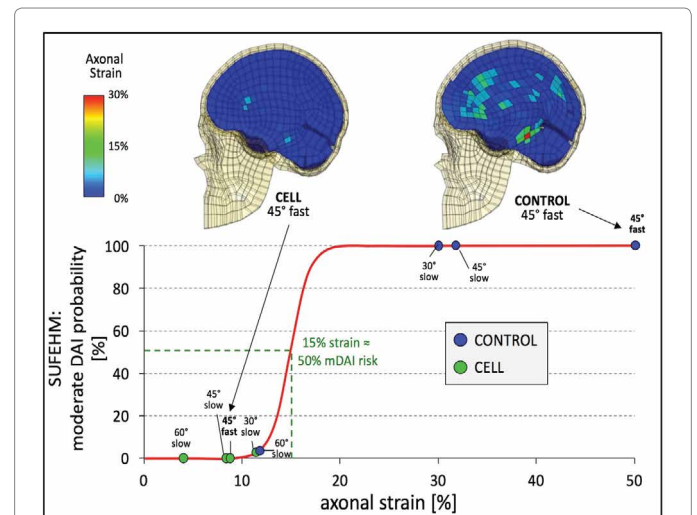 Axonal
Strain
30%
15%
0%
CELL
45° fast
CONTROL
45° fast
45°
fast
SUFEHM:
moderate DAI probability
[%]
100
80
60
40
20
0
30°
slow
45°
slow
15% strain ≈
50% mDAI risk
CONTROL
CELL
60°
slow
45°
slow
45°
fast
30°
slow
60°
slow
0
10
20
30
40
50
axonal strain [%]